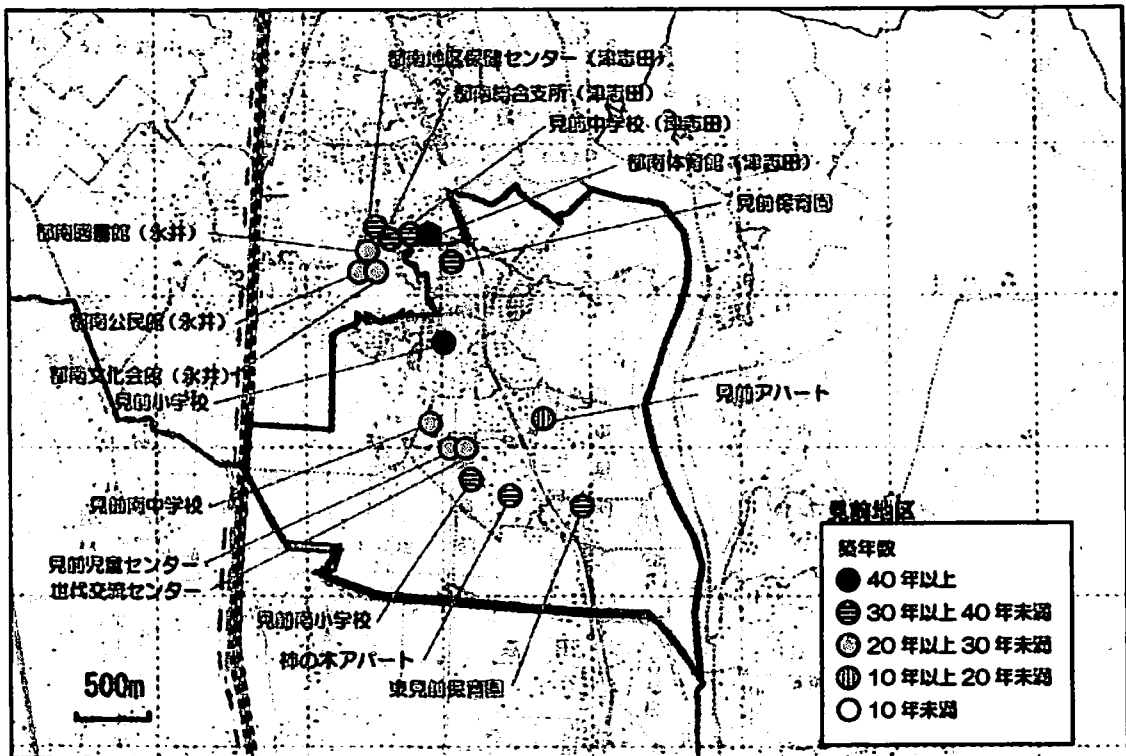 都南地区保健センター（津志田）
都南総合支所（津志田）
見前中学校（津志田）
都南体育館（津志田）
見前保育園
都南図書館（永井）
都南公民館（永井）
都南文化会館（永井）
見前小学校
見前アパート
見前南中学校
見前児童センター
世代交流センター
見前南小学校
柿の木アパート
東見前保育園
500m
見前地区
築年数
40年以上
30年以上40年未満
20年以上30年未満
10年以上20年未満
10年未満